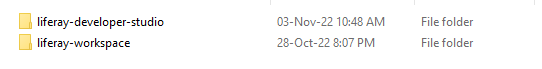 liferay-developer-studio 03-Nov-22 10:48 AM File folder
liferay-workspace 28-Oct-22 8:07 PM File folder